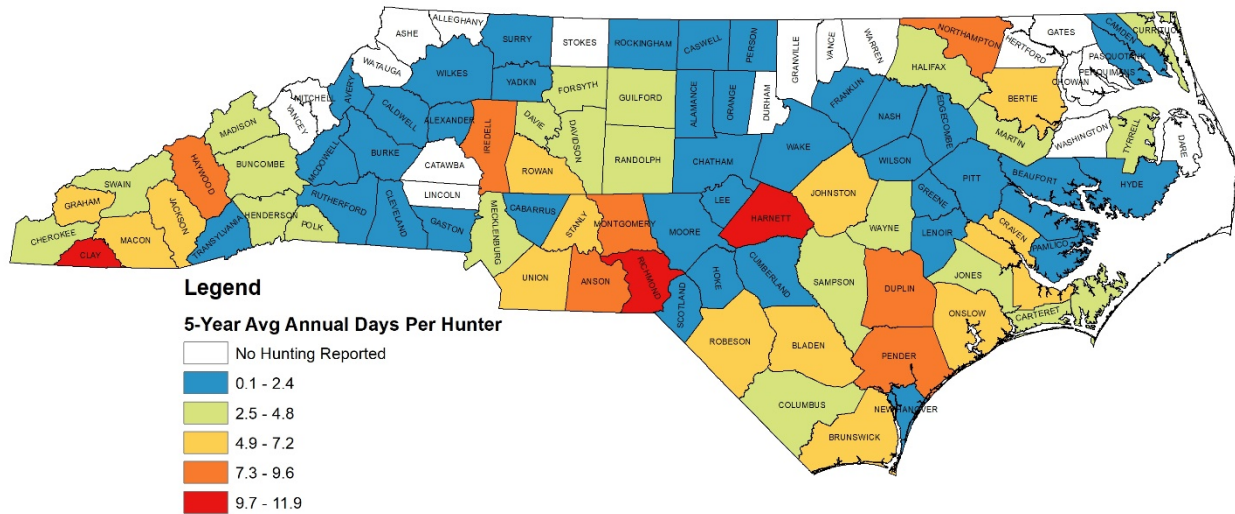 ALLEGHANY
ASHE
SURRY
STOKES
ROCKINGHAM
CASWELL
PERSON
GRANVILLE
VANCE
WARREN
NORTHAMPTON
HERTFORD
GATES
CAMDEN
CURRITUCK
PASQUOTANK
PERQUIMANS
CHOWAN
WATAUGA
WILKES
YADKIN
FORSYTH
GUILFORD
ALAMANCE
ORANGE
DURHAM
FRANKLIN
HALIFAX
BERTIE
MITCHELL
AVERY
YANCEY
CALDWELL
ALEXANDER
IREDELL
DAVIE
DAVIDSON
RANDOLPH
CHATHAM
WAKE
NASH
EDGECOMBE
MARTIN
WASHINGTON
TYRRELL
DARE
MADISON
HAYWOOD
BUNCOMBE
MCDOWELL
BURKE
CATAWBA
LINCOLN
ROWAN
WILSON
PITT
BEAUFORT
HYDE
SWAIN
GRAHAM
JACKSON
CHEROKEE
MACON
CLAY
TRANSYLVANIA
HENDERSON
POLK
RUTHERFORD
CLEVELAND
GASTON
MECKLENBURG
CABARRUS
STANLY
MONTGOMERY
MOORE
LEE
HARNETT
JOHNSTON
WAYNE
GREENE
LENOIR
CRAVEN
PAMLICO
UNION
ANSON
RICHMOND
SCOTLAND
HOKE
CUMBERLAND
SAMPSON
DUPLIN
JONES
ONSLOW
CARTERET
ROBESON
BLADEN
PENDER
COLUMBUS
NEW HANOVER
BRUNSWICK
Legend
5-Year Avg Annual Days Per Hunter
No Hunting Reported
0.1 - 2.4
2.5 - 4.8
4.9 - 7.2
7.3 - 9.6
9.7 - 11.9